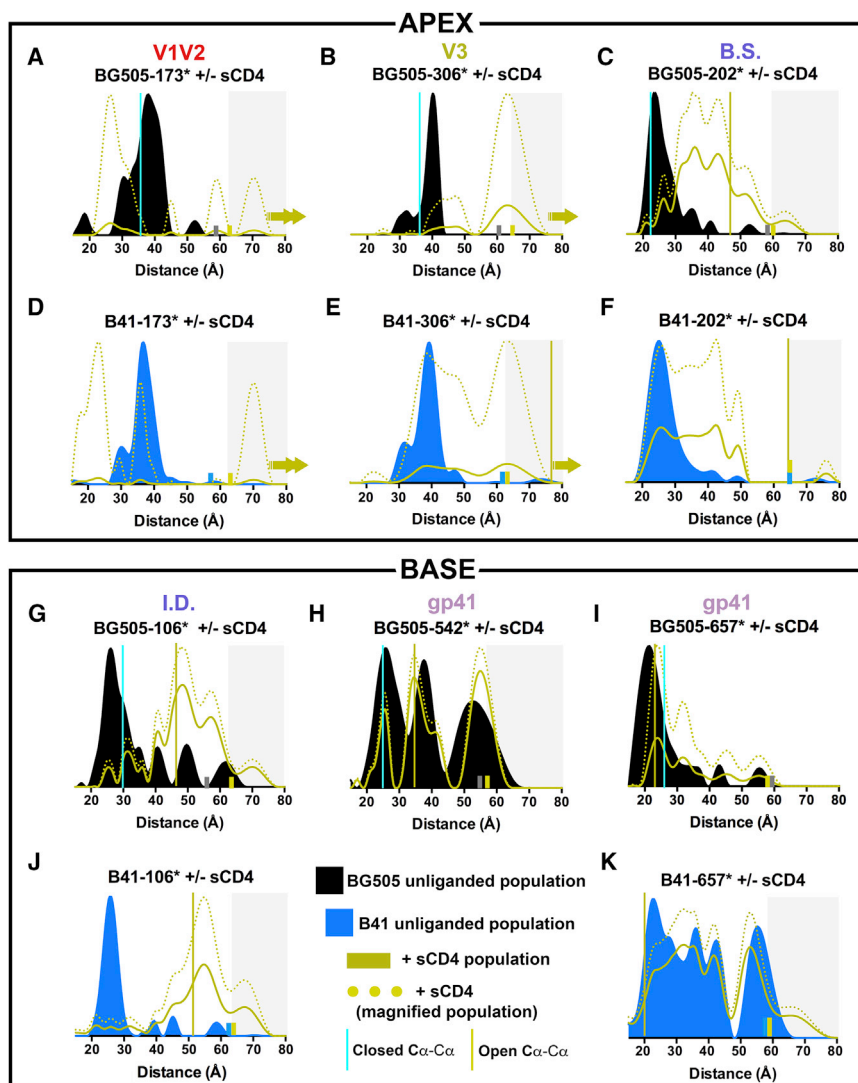 APEX
A
V1V2
BG505-173* +/- sCD4
15 20 30 40 50 60 70 80
Distance (Å)
B
V3
BG505-306* +/- sCD4
20 30 40 50 60 70 80
Distance (Å)
C
B.S.
BG505-202* +/- sCD4
20 30 40 50 60 70 80
Distance (Å)
D
B41-173* +/- sCD4
20 30 40 50 60 70 80
Distance (Å)
E
B41-306* +/- sCD4
20 30 40 50 60 70 80
Distance (Å)
F
B41-202* +/- sCD4
15 20 30 40 50 60 70 80
Distance (Å)
BASE
G
I.D.
BG505-106* +/- sCD4
20 30 40 50 60 70 80
Distance (Å)
H
gp41
BG505-542* +/- sCD4
20 30 40 50 60 70 80
Distance (Å)
I
gp41
BG505-657* +/- sCD4
20 30 40 50 60 70 80
Distance (Å)
J
B41-106* +/- sCD4
15 20 30 40 50 60 70 80
Distance (Å)
BG505 unliganded population
B41 unliganded population
+ sCD4 population
+ sCD4
(magnified population)
Closed Cα-Cα
Open Cα-Cα
K
B41-657* +/- sCD4
15 20 30 40 50 60 70 80
Distance (Å)